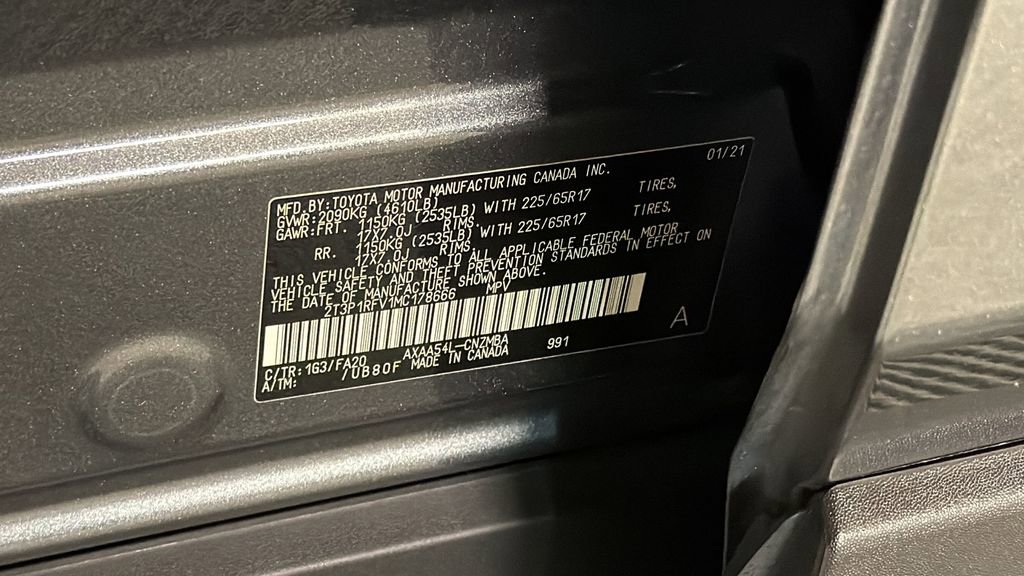 01/21
MFD. BY: TOYOTA MOTOR MANUFACTURING CANADA INC.
GVWR: 2090KG (4610LB)
GAWR: FRT. 1150KG (2535LB) WITH 225/65R17 TIRES,
17X7.0J RIMS,
RR. 1150KG (2535LB) WITH 225/65R17 TIRES,
17X7.0J RIMS,
THIS VEHICLE CONFORMS TO ALL APPLICABLE FEDERAL MOTOR
VEHICLE SAFETY AND THEFT PREVENTION STANDARDS IN EFFECT ON
THE DATE OF MANUFACTURE SHOWN ABOVE.
MPV
A
C/TR: 1G3/FA20 AXAA54L-CNZMBA 991
A/TM: /0B80F MADE IN CANADA